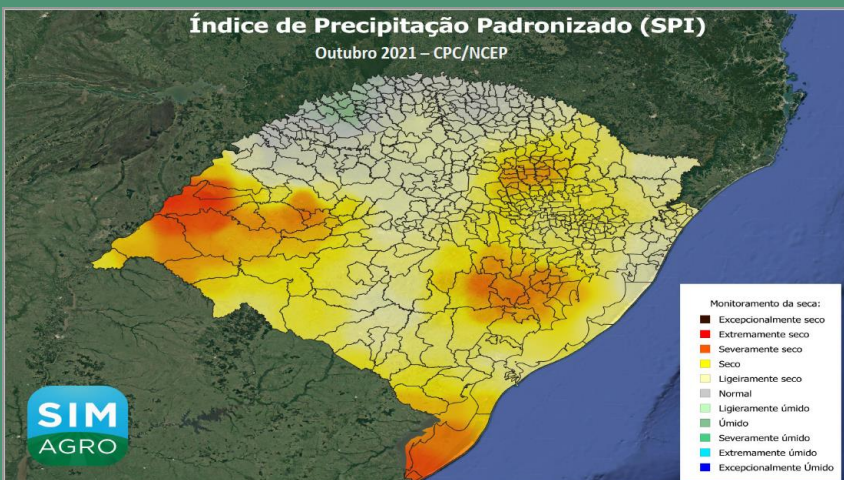 Índice de Precipitação Padronizado (SPI)
Outubro 2021 – CPC/NCEP
Monitoramento da seca:
Excepcionalmente seco
Extremamente seco
Severamente seco
Seco
Ligeiramente seco
Normal
Ligieramente úmido
Úmido
Severamente úmido
Extremamente úmido
Excepcionalmente Úmido
SIM
AGRO